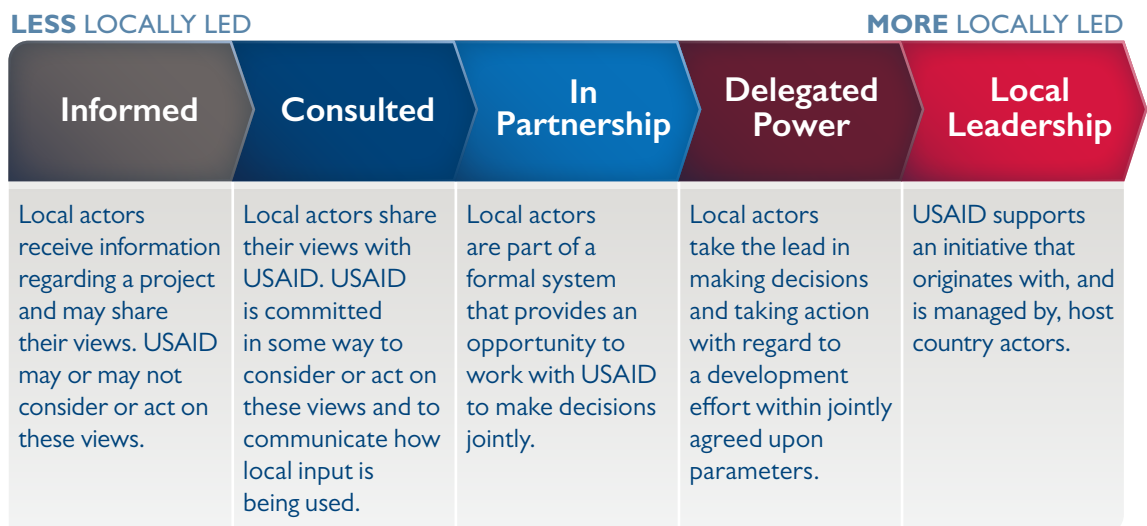 LESS LOCALLY LED
MORE LOCALLY LED
Informed
Consulted
In
Partnership
Delegated
Power
Local
Leadership
Local actors
receive information
regarding a project
and may share
their views. USAID
may or may not
consider or act on
these views.
Local actors share
their views with
USAID. USAID
is committed
in some way to
consider or act on
these views and to
communicate how
local input is
being used.
Local actors
are part of a
formal system
that provides an
opportunity to
work with USAID
to make decisions
jointly.
Local actors
take the lead in
making decisions
and taking action
with regard to
a development
effort within jointly
agreed upon
parameters.
USAID supports
an initiative that
originates with, and
is managed by, host
country actors.